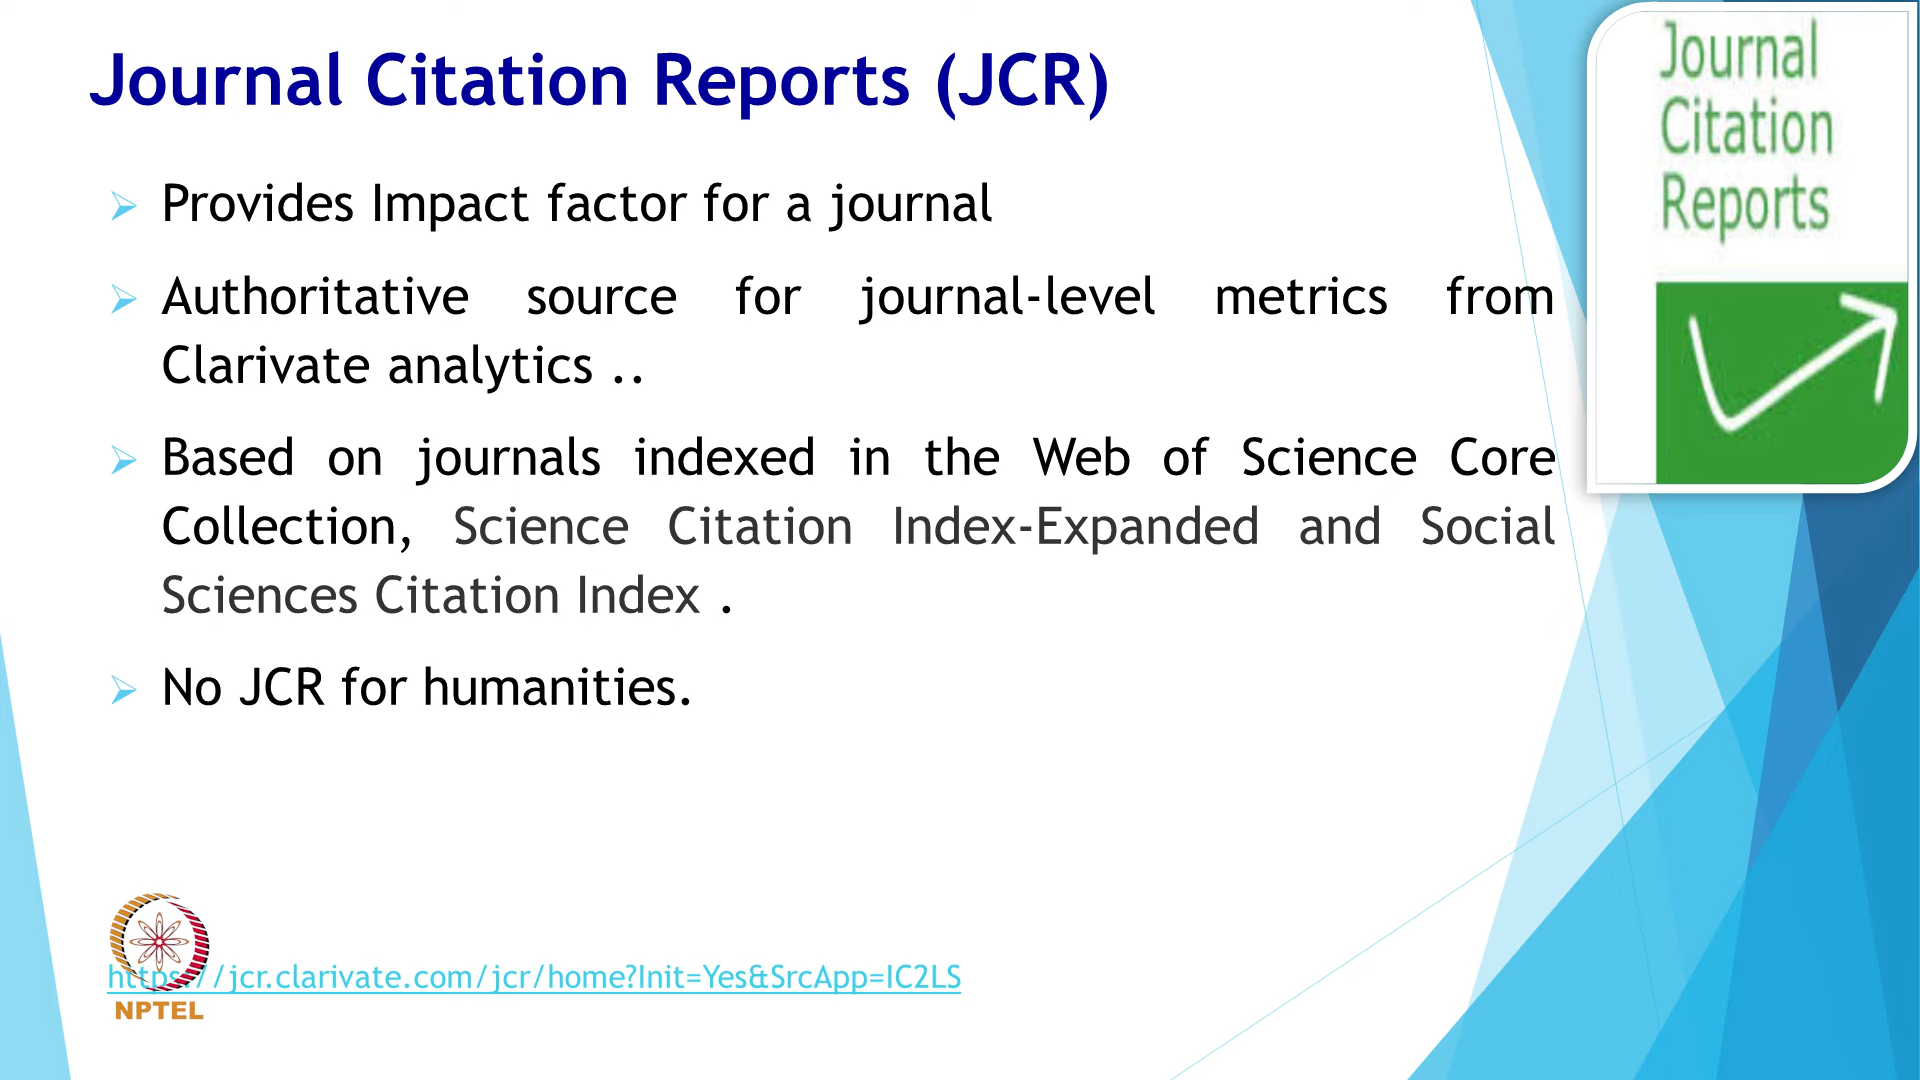 Journal Citation Reports (JCR)
Journal
Citation
Reports
➢ Provides Impact factor for a journal
➢ Authoritative source for journal-level metrics from
Clarivate analytics ..
➢ Based on journals indexed in the Web of Science Core
Collection, Science Citation Index-Expanded and Social
Sciences Citation Index .
➢ No JCR for humanities.
https://jcr.clarivate.com/jcr/home?Init=Yes&SrcApp=IC2LS
NPTEL